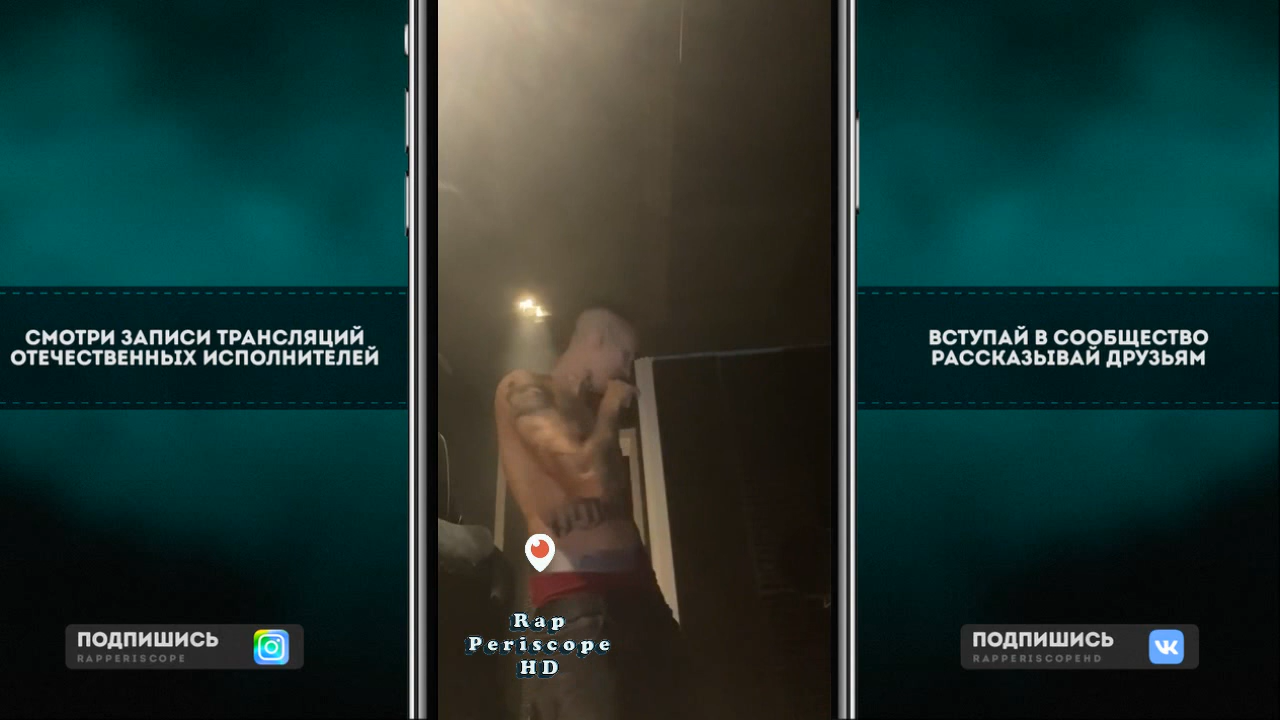 СМОТРИ ЗАПИСИ ТРАНСЛЯЦИЙ
ОТЕЧЕСТВЕННЫХ ИСПОЛНИТЕЛЕЙ
ВСТУПАЙ В СООБЩЕСТВО
РАССКАЗЫВАЙ ДРУЗЬЯМ
Rap
Periscope
HD
ПОДПИШИСЬ
RAPPERISCOPE
ПОДПИШИСЬ
RAPPERISCOPEHD